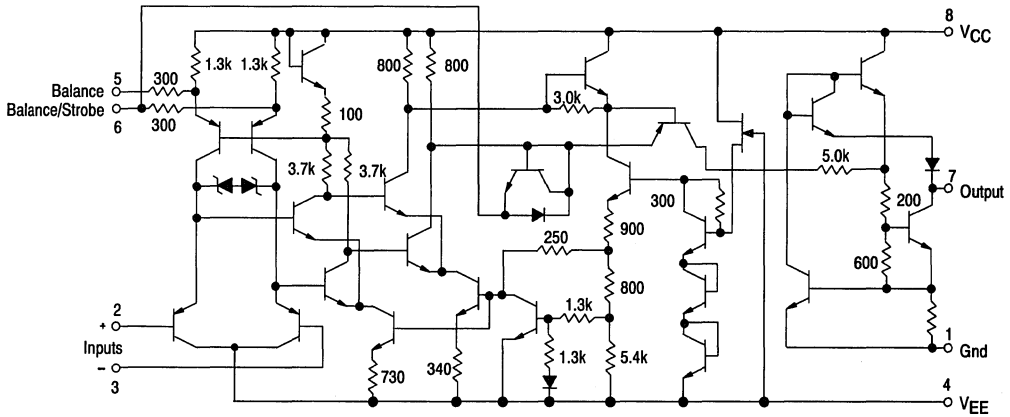 8
VCC
1.3k 1.3k
800 800
5
300
Balance
Balance/Strobe
6
300
100
3.0k
3.7k 3.7k
5.0k
7
Output
300
200
900
250
600
800
2
+
Inputs
–
3
1.3k
1
Gnd
730
340
1.3k
5.4k
4
VEE